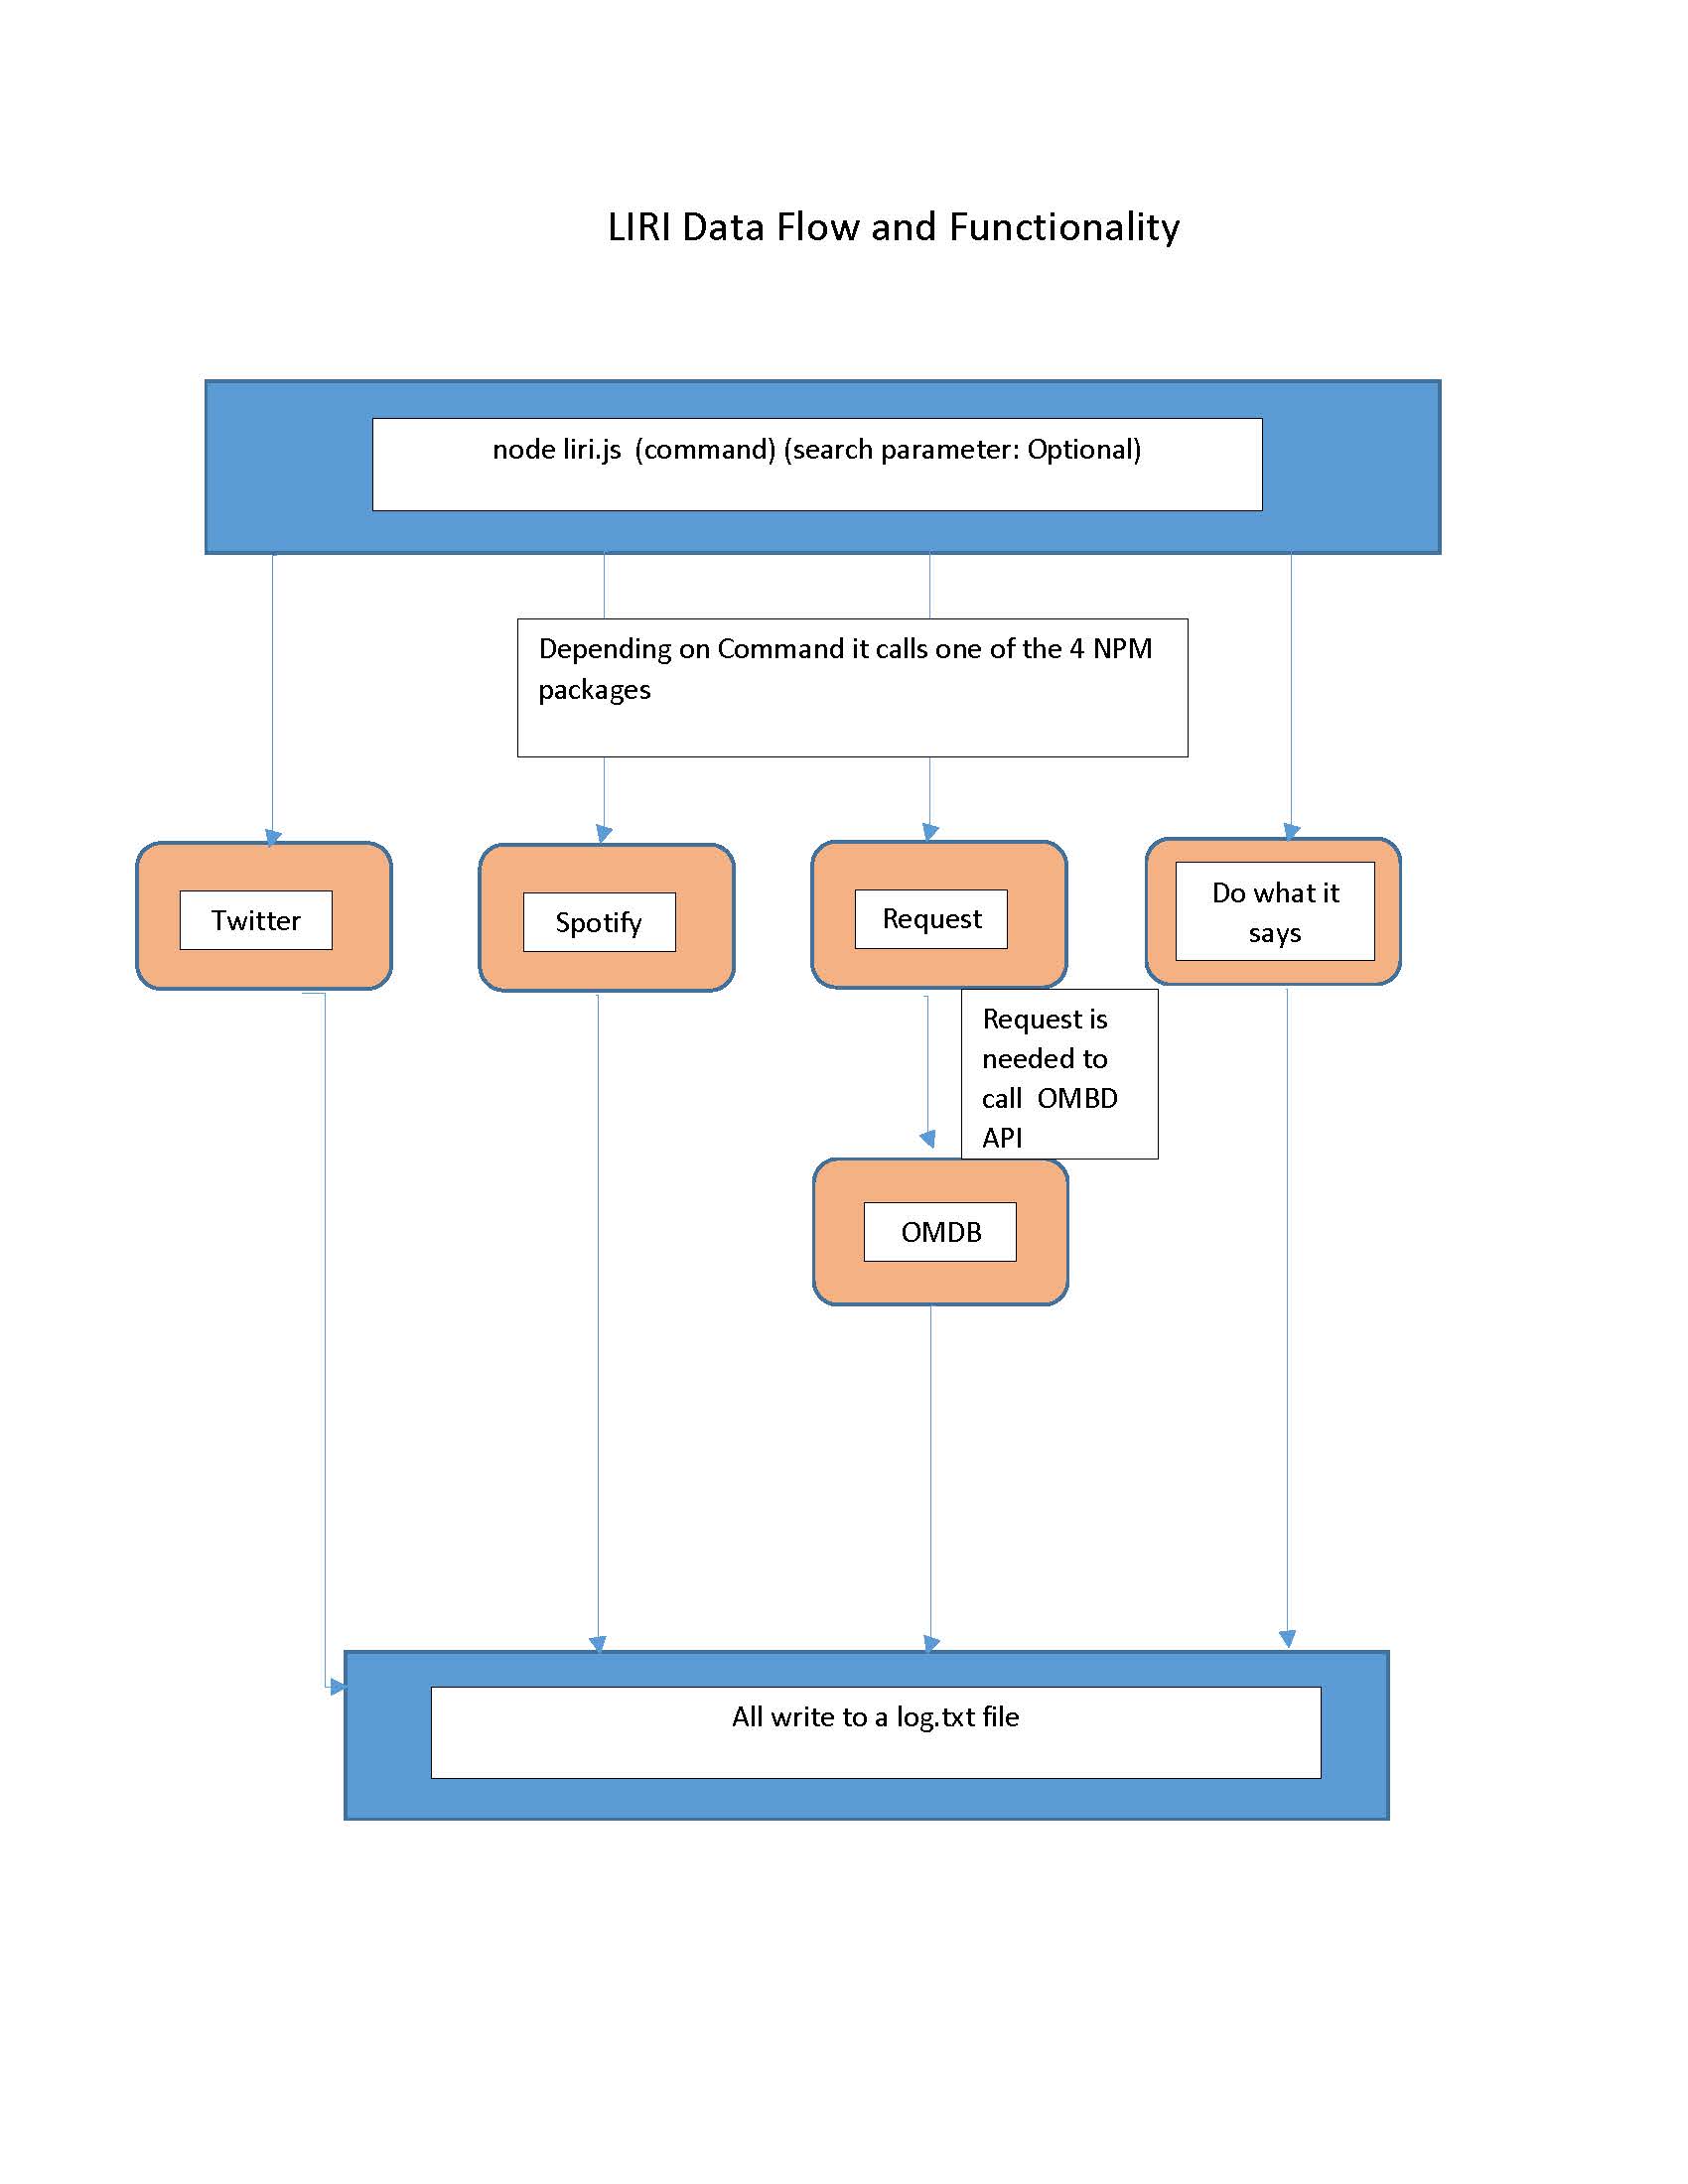 LIRI Data Flow and Functionality
node liri.js  (command) (search parameter: Optional)
Depending on Command it calls one of the 4 NPM
packages
Twitter
Spotify
Request
Do what it
says
Request is
needed to
call  OMBD
API
OMDB
All write to a log.txt file